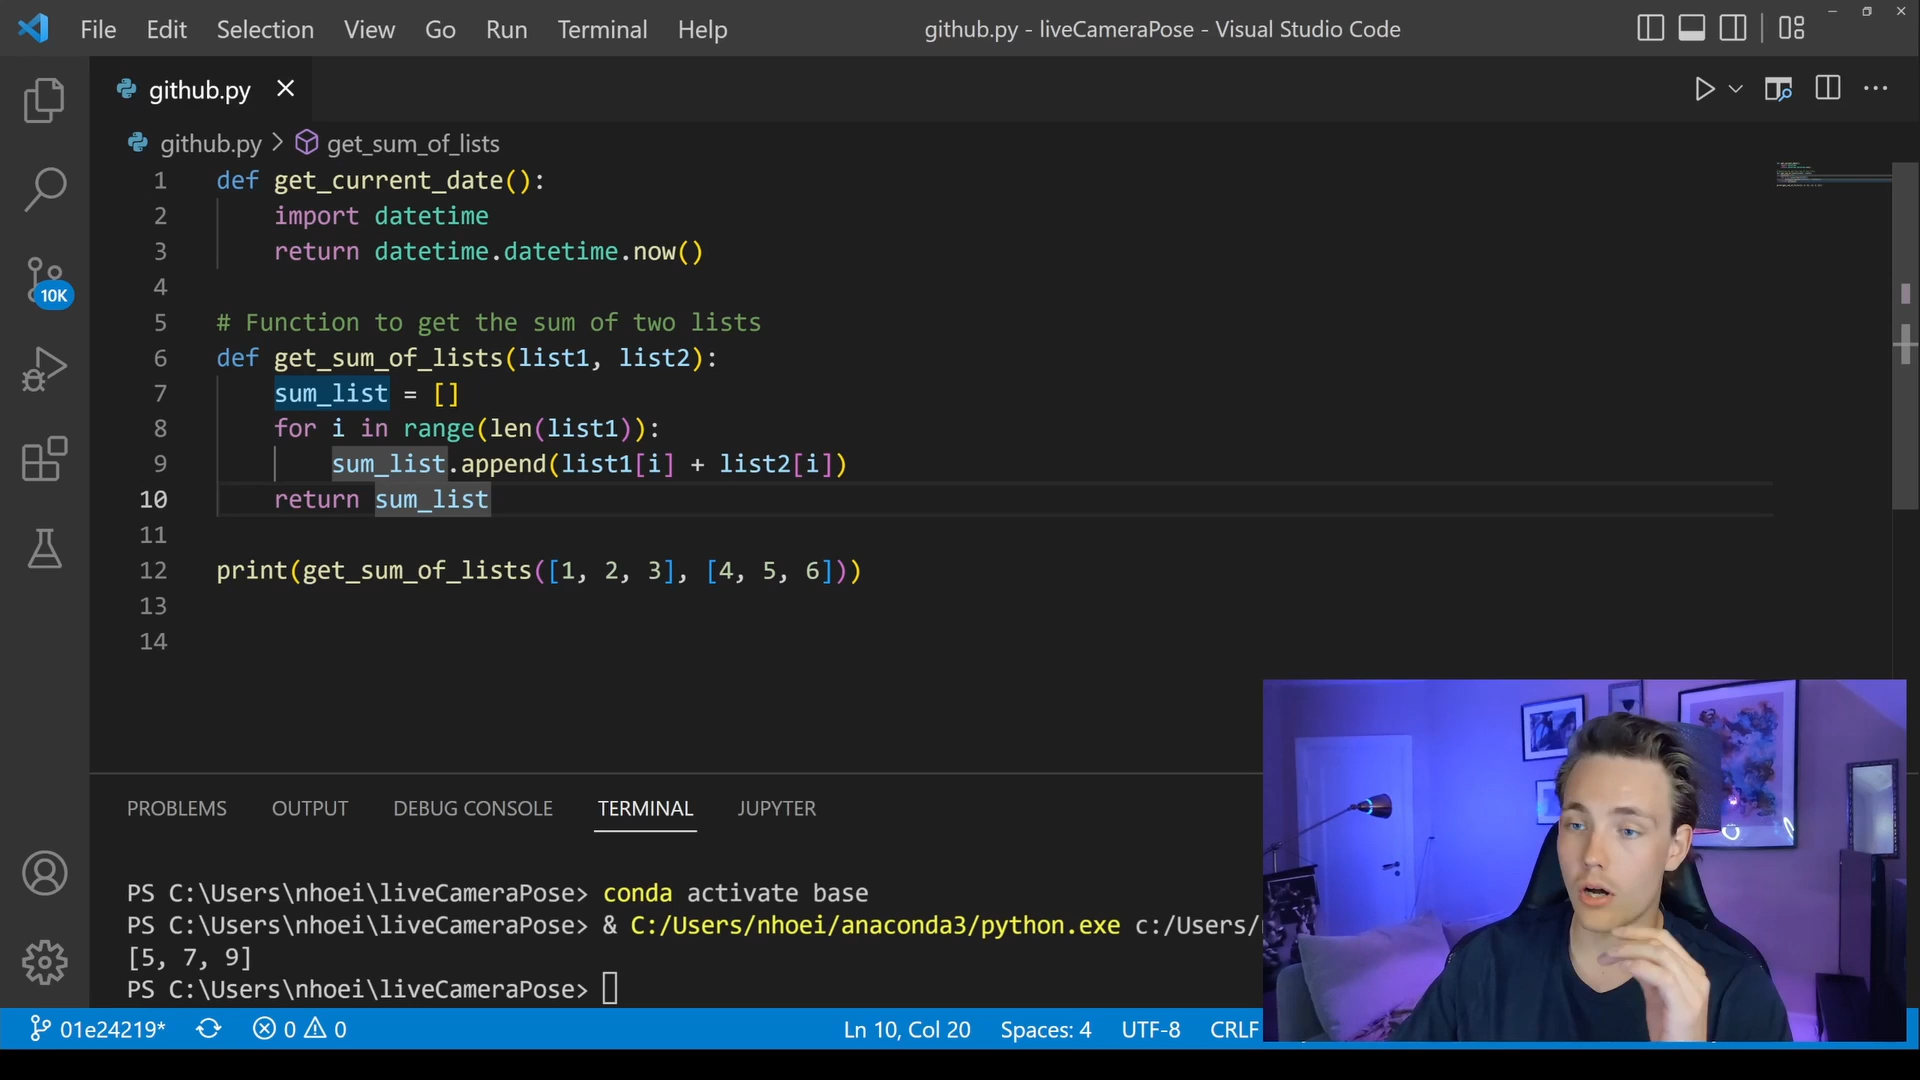 File Edit Selection View Go Run Terminal Help github.py - liveCameraPose - Visual Studio Code
github.py
github.py > get_sum_of_lists
1 def get_current_date():
2 import datetime
3 return datetime.datetime.now()
4
5 # Function to get the sum of two lists
6 def get_sum_of_lists(list1, list2):
7 sum_list = []
8 for i in range(len(list1)):
9 sum_list.append(list1[i] + list2[i])
10 return sum_list
11
12 print(get_sum_of_lists([1, 2, 3], [4, 5, 6]))
13
14
10K
PROBLEMS OUTPUT DEBUG CONSOLE TERMINAL JUPYTER
PS C:\Users\nhoei\liveCameraPose> conda activate base
PS C:\Users\nhoei\liveCameraPose> & C:/Users/nhoei/anaconda3/python.exe c:/Users/
[5, 7, 9]
PS C:\Users\nhoei\liveCameraPose>
01e24219* 0 0 Ln 10, Col 20 Spaces: 4 UTF-8 CRLF